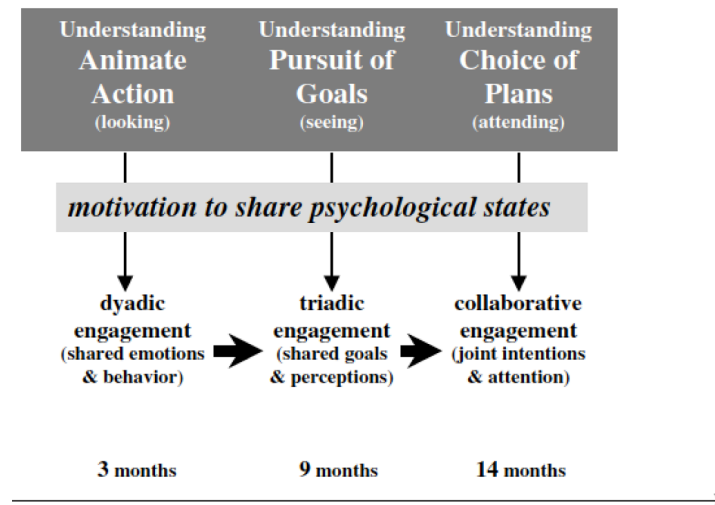 Understanding
Animate
Action
(looking)
Understanding
Pursuit of
Goals
(seeing)
Understanding
Choice of
Plans
(attending)
motivation to share psychological states
dyadic
engagement
(shared emotions
& behavior)
triadic
engagement
(shared goals
& perceptions)
collaborative
engagement
(joint intentions
& attention)
3 months
9 months
14 months